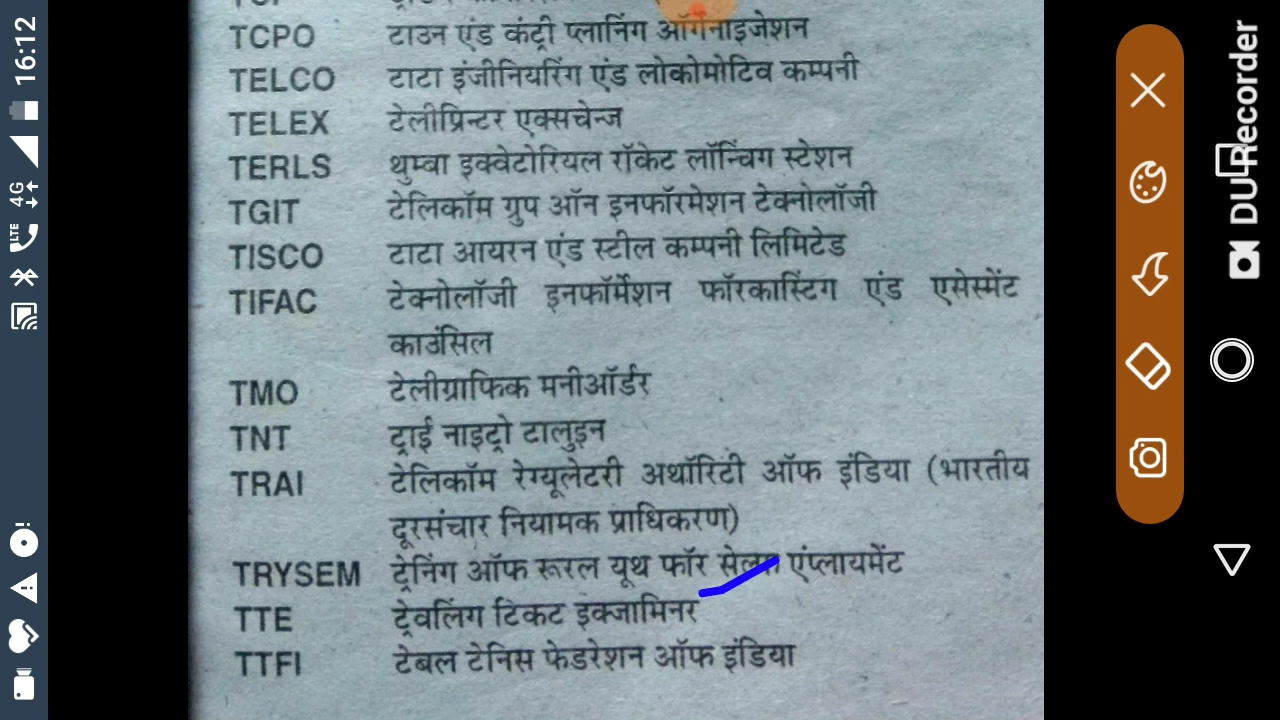 TCPO टाउन एंड कंट्री प्लानिंग ऑर्गेनाइजेशन
TELCO टाटा इंजीनियरिंग एंड लोकोमोटिव कम्पनी
TELEX टेलीप्रिन्टर एक्सचेन्ज
TERLS थुम्बा इक्वेटोरियल रॉकेट लॉन्चिंग स्टेशन
TGIT टेलिकॉम ग्रुप ऑन इनफॉरमेशन टेक्नोलॉजी
TISCO टाटा आयरन एंड स्टील कम्पनी लिमिटेड
TIFAC टेक्नोलॉजी इनफॉर्मेशन फॉरकास्टिंग एंड एसेस्मेंट
काउंसिल
TMO टेलीग्राफिक मनीऑर्डर
TNT ट्राई नाइट्रो टालुइन
TRAI टेलिकॉम रेग्यूलेटरी अथॉरिटी ऑफ इंडिया (भारतीय
दूरसंचार नियामक प्राधिकरण)
TRYSEM ट्रेनिंग ऑफ रूरल यूथ फॉर सेल्फ एंप्लायमेंट
TTE ट्रेवलिंग टिकट इक्जामिनर
TTFI टेबल टेनिस फेडरेशन ऑफ इंडिया
16:12
4G
LTE
DU Recorder